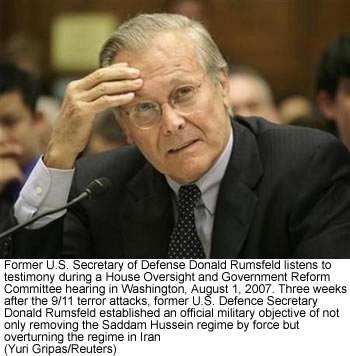 Former U.S. Secretary of Defense Donald Rumsfeld listens to
testimony during a House Oversight and Government Reform
Committee hearing in Washington, August 1, 2007. Three weeks
after the 9/11 terror attacks, former U.S. Defence Secretary
Donald Rumsfeld established an official military objective of not
only removing the Saddam Hussein regime by force but
overturning the regime in Iran
(Yuri Gripas/Reuters)